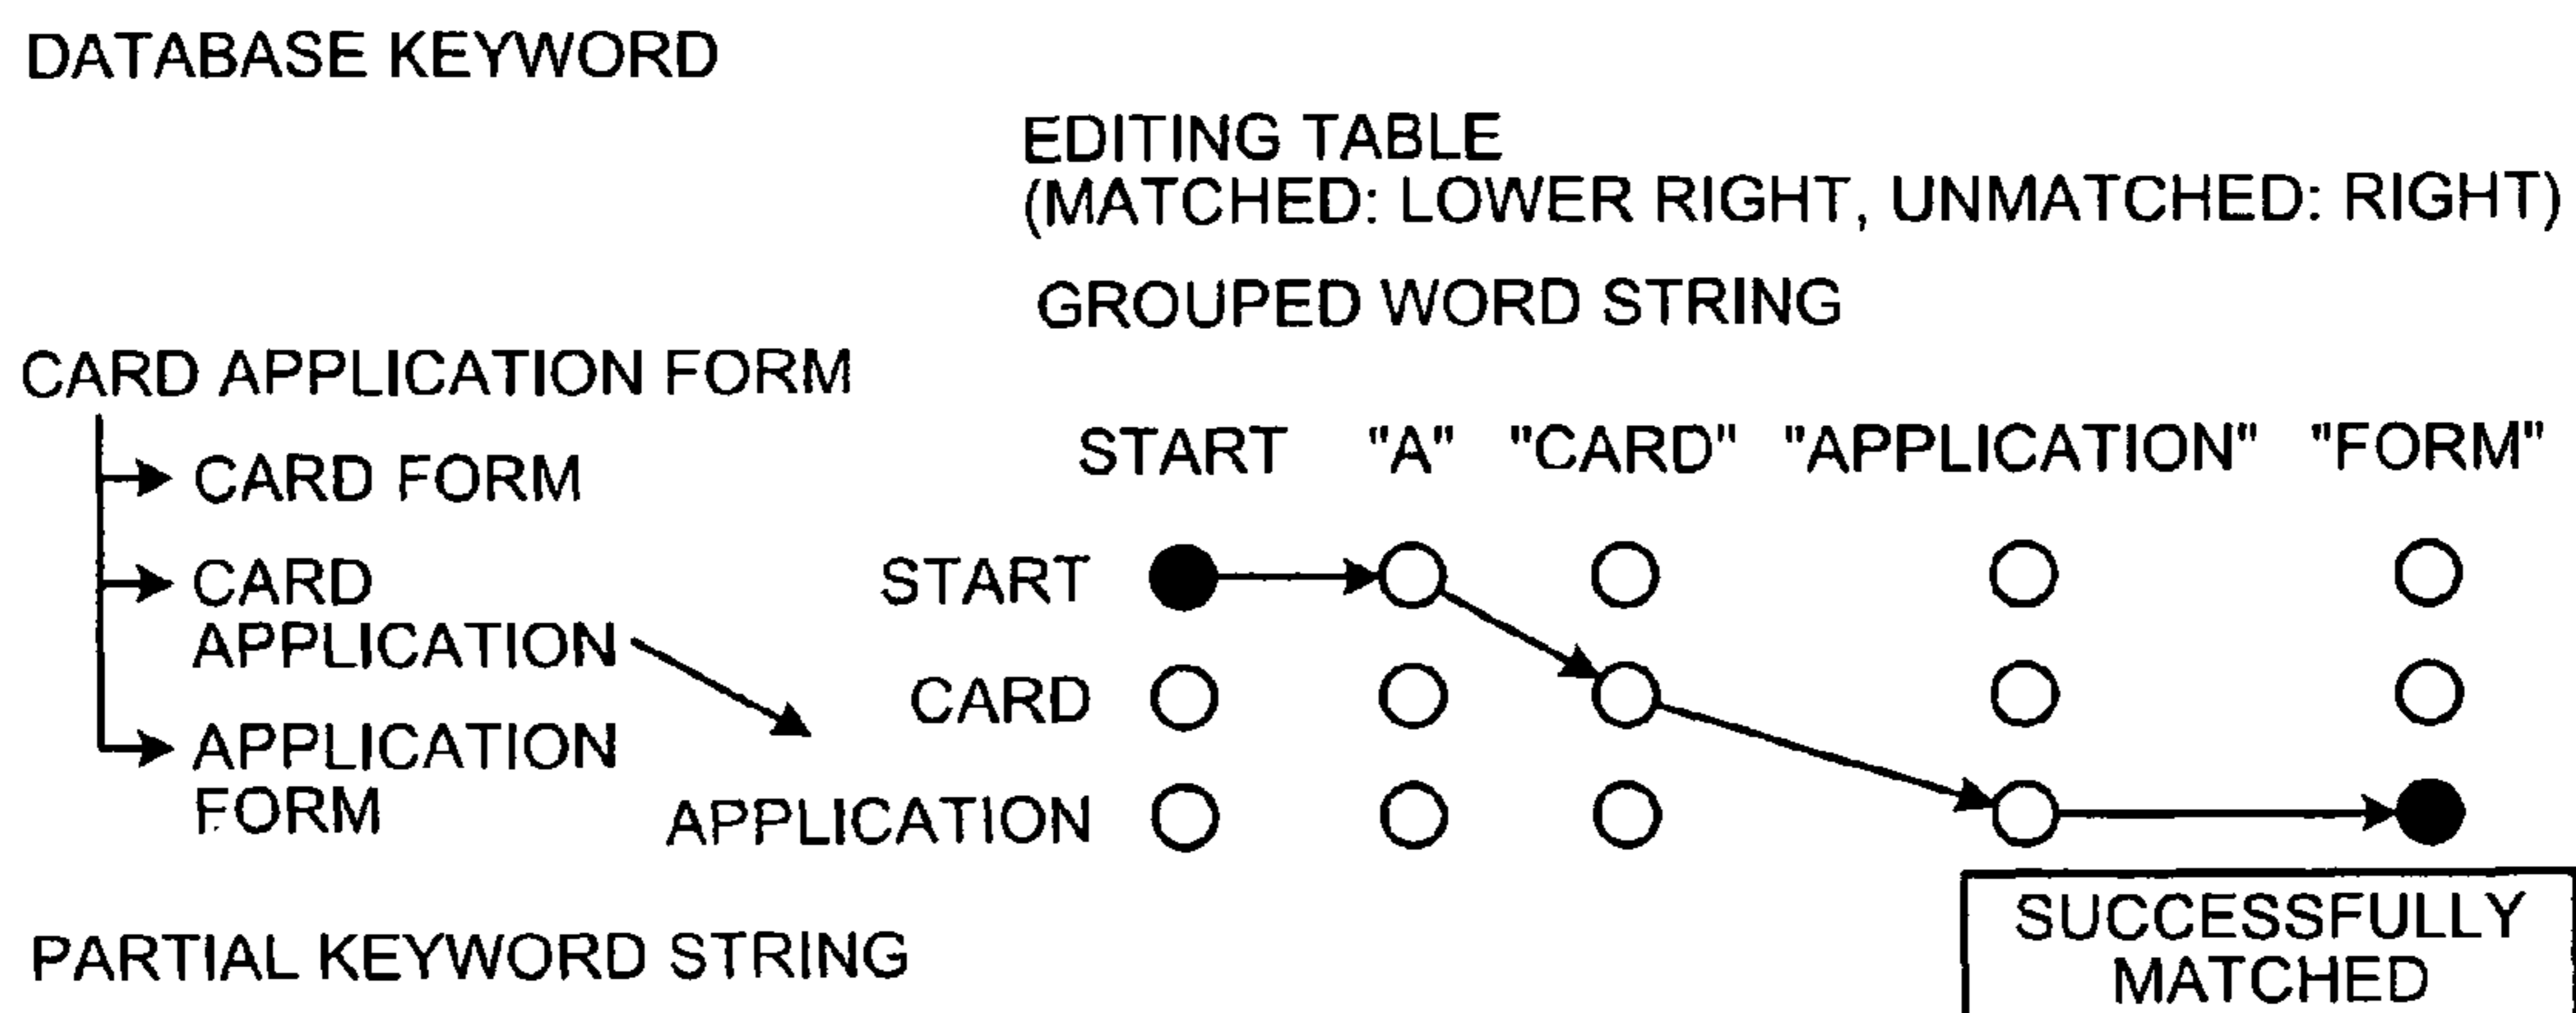 DATABASE KEYWORD
EDITING TABLE
(MATCHED: LOWER RIGHT, UNMATCHED: RIGHT)
GROUPED WORD STRING
CARD APPLICATION FORM
CARD FORM
CARD
APPLICATION
APPLICATION
FORM
START "A" "CARD" "APPLICATION" "FORM"
START
CARD
APPLICATION
PARTIAL KEYWORD STRING
SUCCESSFULLY
MATCHED